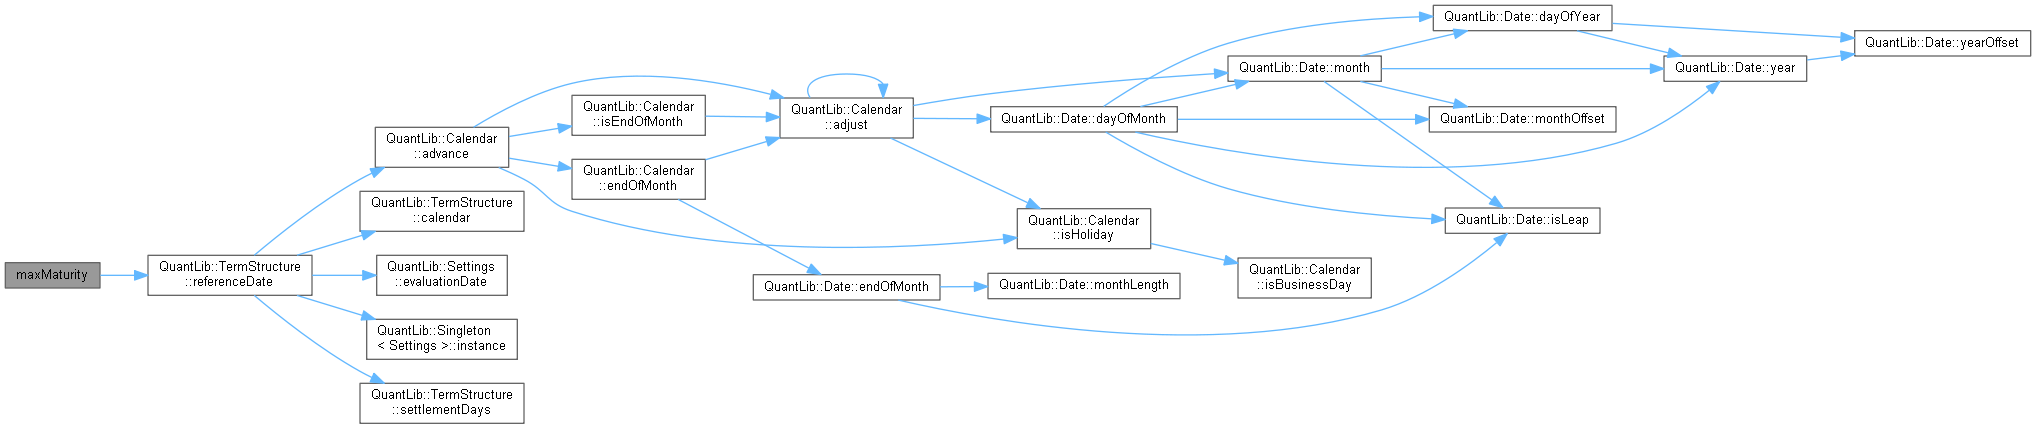 maxMaturity
QuantLib::TermStructure
::referenceDate
QuantLib::Calendar
::advance
QuantLib::TermStructure
::calendar
QuantLib::Settings
::evaluationDate
QuantLib::Singleton
< Settings >::instance
QuantLib::TermStructure
::settlementDays
QuantLib::Calendar
::isEndOfMonth
QuantLib::Calendar
::endOfMonth
QuantLib::Calendar
::adjust
QuantLib::Date::endOfMonth
QuantLib::Date::dayOfMonth
QuantLib::Calendar
::isHoliday
QuantLib::Date::monthLength
QuantLib::Date::month
QuantLib::Calendar
::isBusinessDay
QuantLib::Date::dayOfYear
QuantLib::Date::monthOffset
QuantLib::Date::isLeap
QuantLib::Date::year
QuantLib::Date::yearOffset